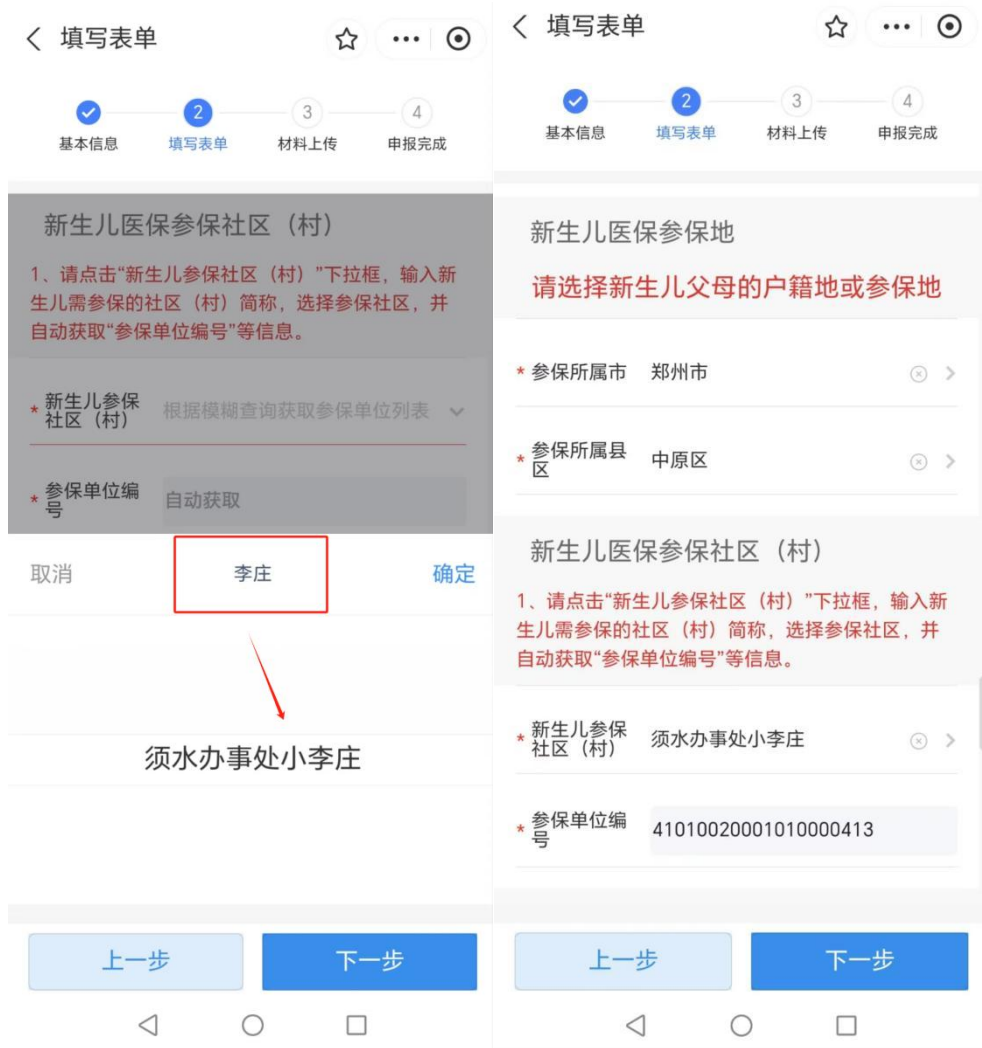 填写表单
基本信息
2
填写表单
3
材料上传
4
申报完成
新生儿医保参保社区（村）
1、请点击“新生儿参保社区（村）”下拉框，输入新
生儿需参保的社区（村）简称，选择参保社区，并
自动获取“参保单位编号”等信息。
* 新生儿参保
社区（村）
根据模糊查询获取参保单位列表
* 参保单位编
号
自动获取
取消
李庄
确定
须水办事处小李庄
上一步
下一步
填写表单
基本信息
2
填写表单
3
材料上传
4
申报完成
新生儿医保参保地
请选择新生儿父母的户籍地或参保地
* 参保所属市
郑州市
* 参保所属县
区
中原区
新生儿医保参保社区（村）
1、请点击“新生儿参保社区（村）”下拉框，输入新
生儿需参保的社区（村）简称，选择参保社区，并
自动获取“参保单位编号”等信息。
* 新生儿参保
社区（村）
须水办事处小李庄
* 参保单位编
号
41010020001010000413
上一步
下一步